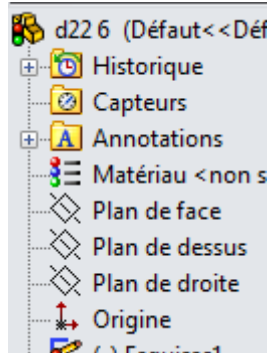 d22 6 (Défaut<<Déf
Historique
Capteurs
Annotations
Matériau <non s
Plan de face
Plan de dessus
Plan de droite
Origine
(-) Esquisse1